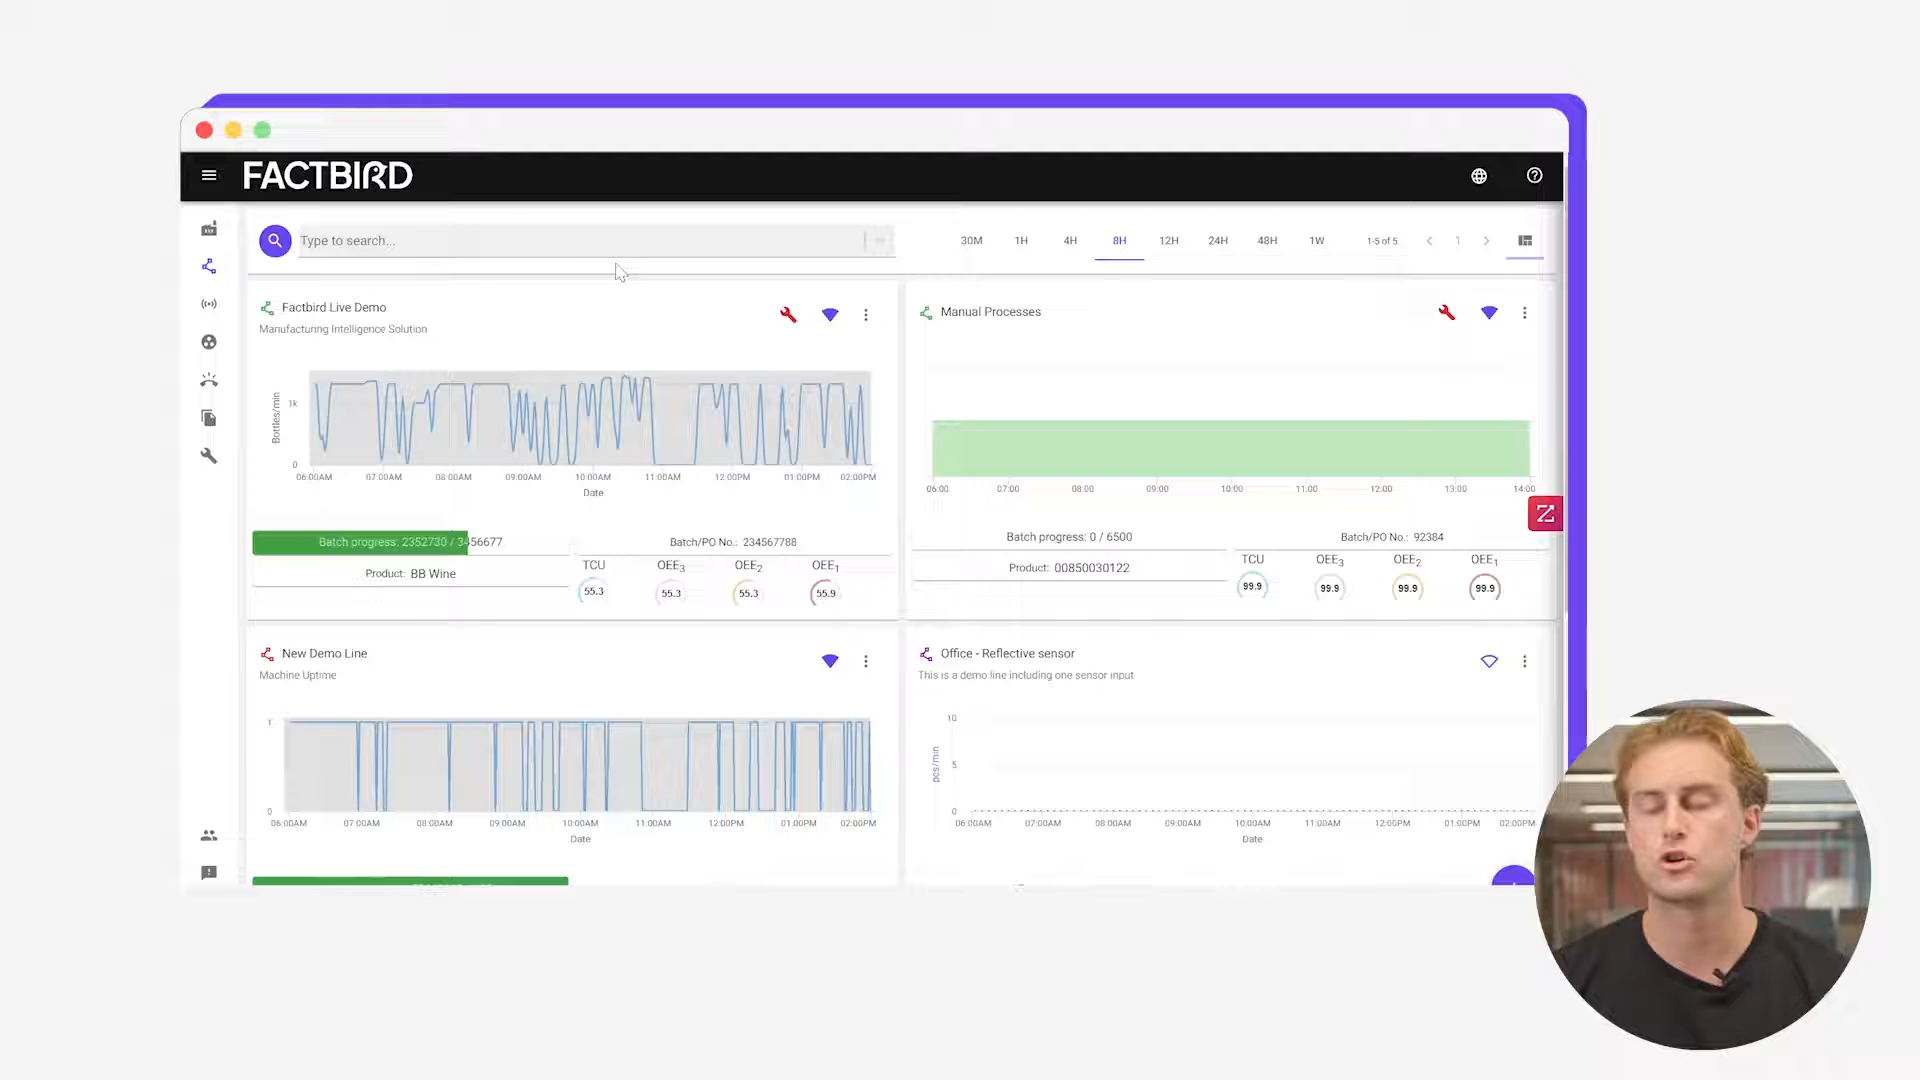 FACTBIRD
Type to search...
30M 1H 4H 8H 12H 24H 48H 1W 1-5 of 5 1
Factbird Live Demo
Manufacturing Intelligence Solution
Bottles/min
1k
0
06:00AM 07:00AM 08:00AM 09:00AM 10:00AM 11:00AM 12:00PM 01:00PM 02:00PM
Date
Batch progress: 2352730 / 3456677
Batch/PO No.: 234567788
Product: BB Wine
TCU OEE3 OEE2 OEE1
55.3 55.3 55.3 55.9
Manual Processes
06:00 07:00 08:00 09:00 10:00 11:00 12:00 13:00 14:00
Batch progress: 0 / 6500
Batch/PO No.: 92384
Product: 00850030122
TCU OEE3 OEE2 OEE1
99.9 99.9 99.9 99.9
New Demo Line
Machine Uptime
1
0
06:00AM 07:00AM 08:00AM 09:00AM 10:00AM 11:00AM 12:00PM 01:00PM 02:00PM
Date
Office - Reflective sensor
This is a demo line including one sensor input
pcs/min
10
5
0
06:00AM 07:00AM 08:00AM 09:00AM 10:00AM 11:00AM 12:00PM 01:00PM 02:00PM
Date